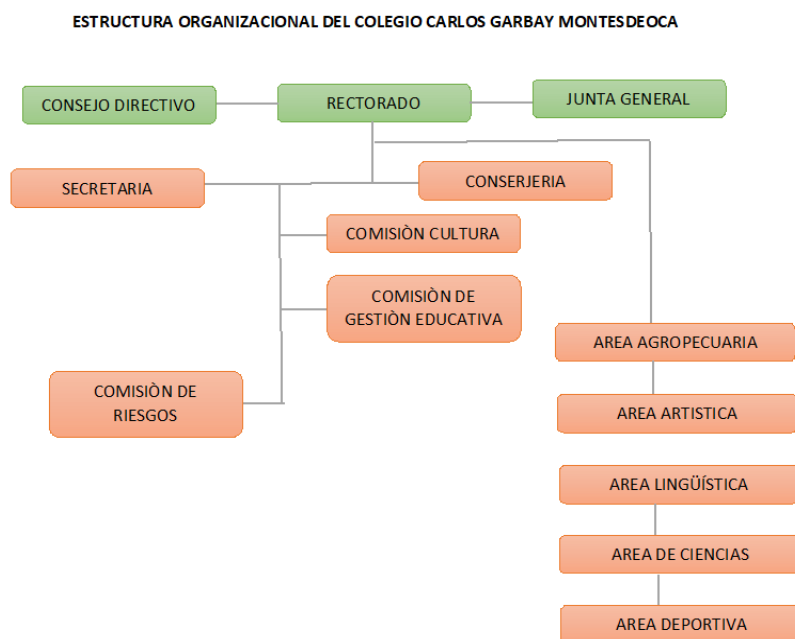 ESTRUCTURA ORGANIZACIONAL DEL COLEGIO CARLOS GARBAY MONTESDEOCA
CONSEJO DIRECTIVO
RECTORADO
JUNTA GENERAL
SECRETARIA
CONSERJERIA
COMISIÒN CULTURA
COMISIÒN DE
GESTIÒN EDUCATIVA
AREA AGROPECUARIA
COMISIÒN DE
RIESGOS
AREA ARTISTICA
AREA LINGÜÍSTICA
AREA DE CIENCIAS
AREA DEPORTIVA